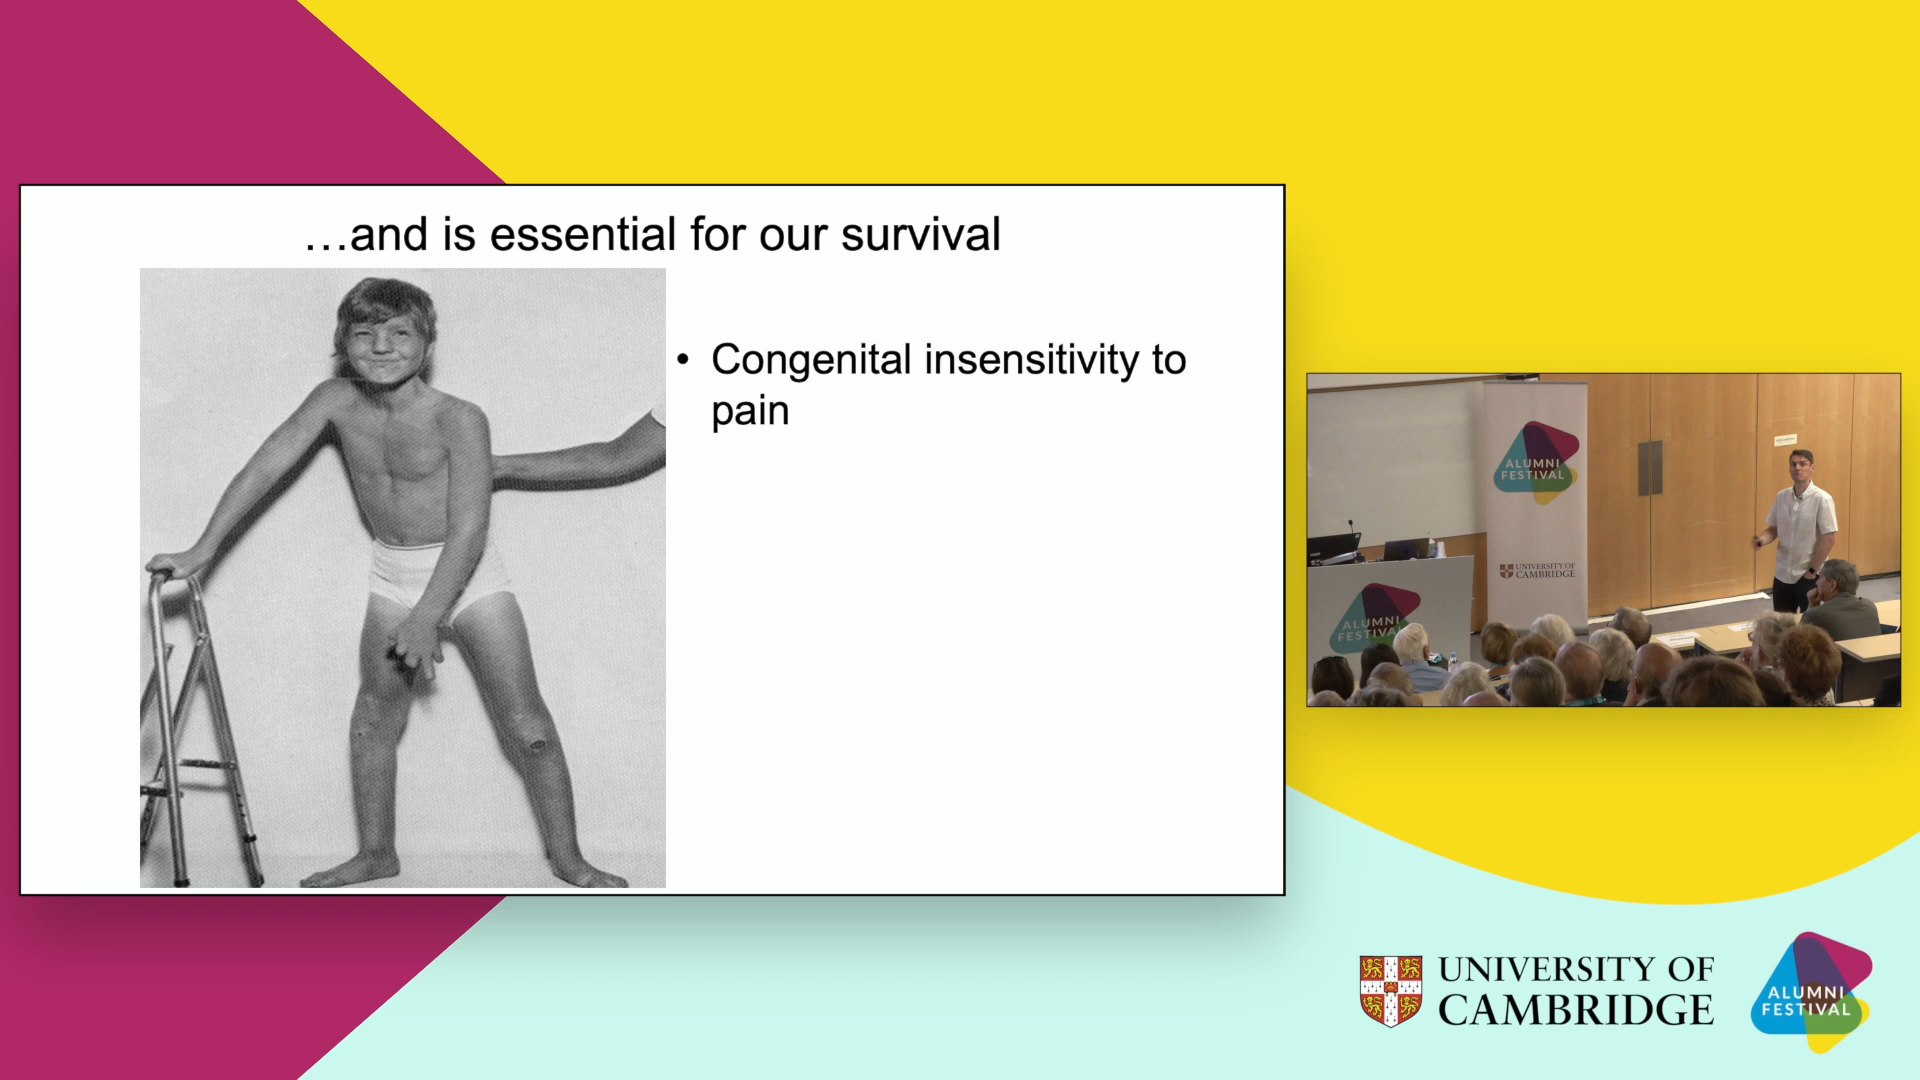 …and is essential for our survival
• Congenital insensitivity to
pain
ALUMNI
FESTIVAL
UNIVERSITY OF
CAMBRIDGE
ALUMNI
FESTIVAL
UNIVERSITY OF
CAMBRIDGE
ALUMNI
FESTIVAL